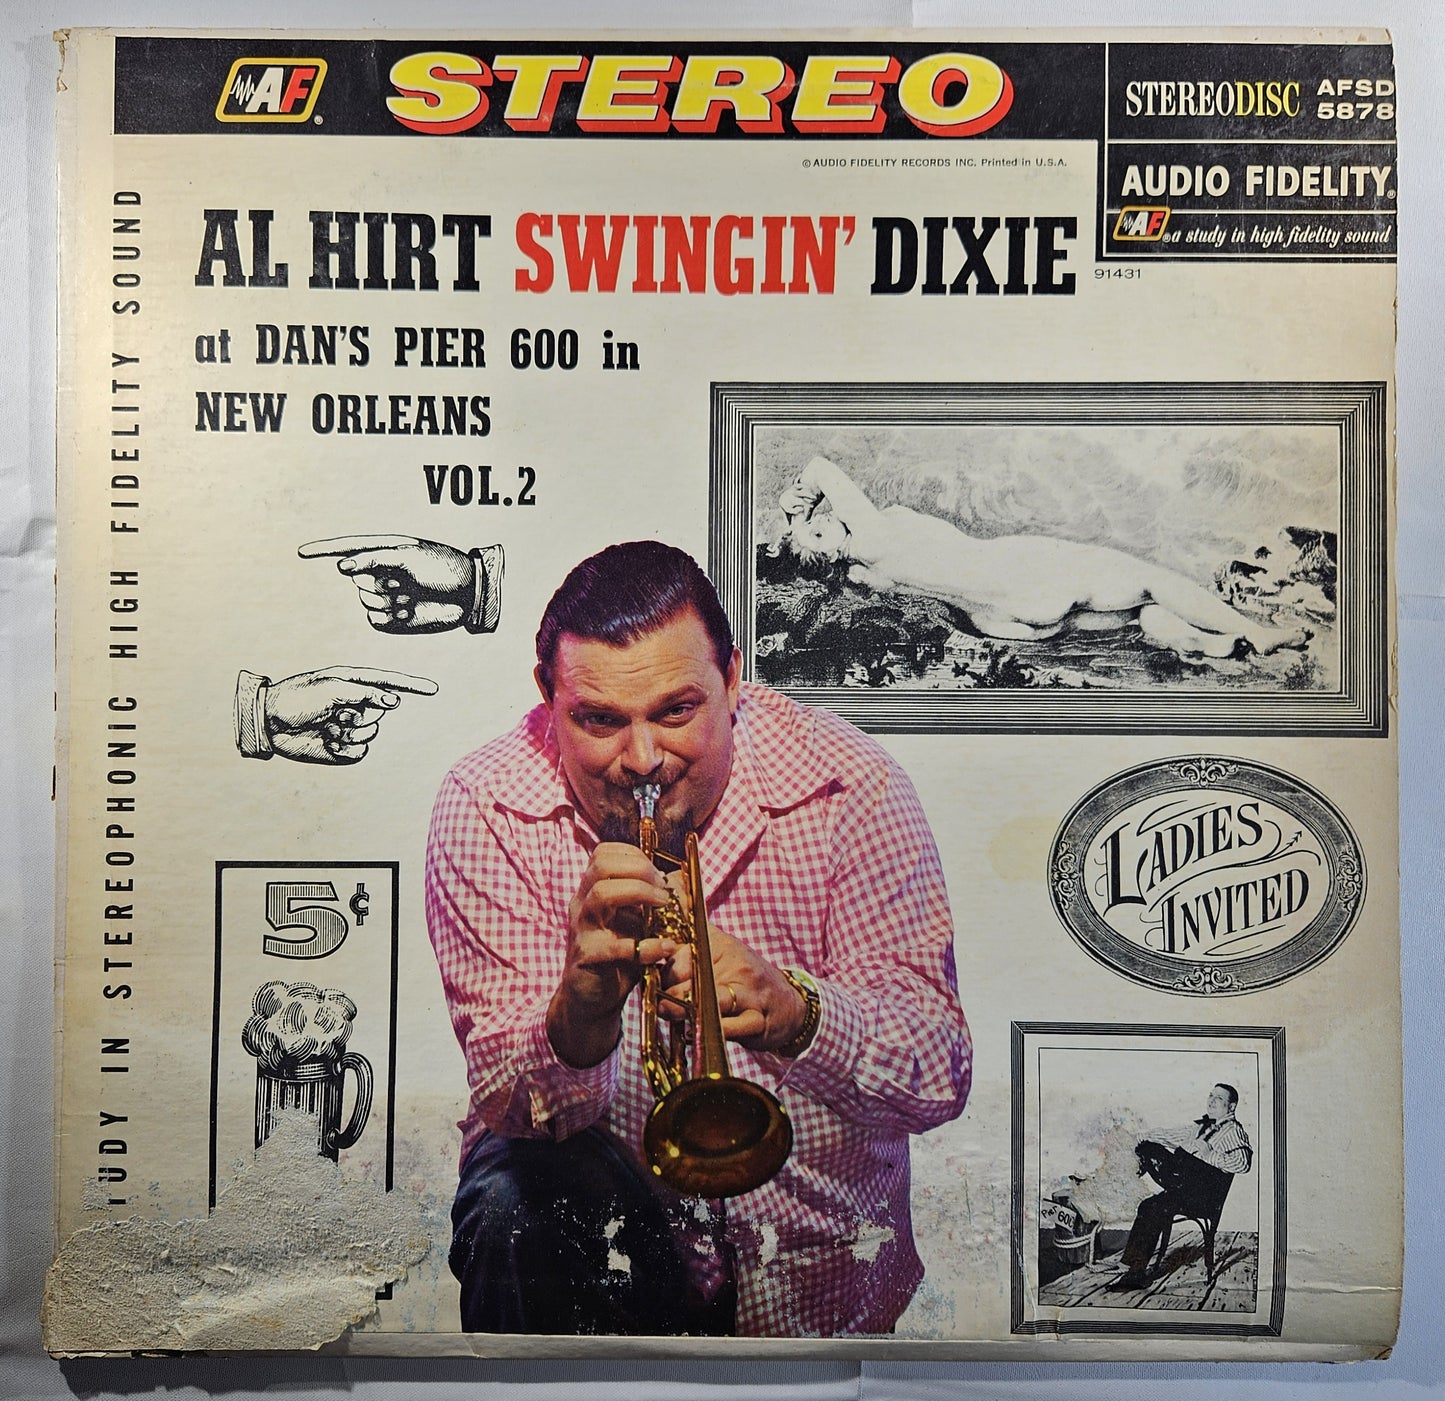 AF®
STEREO
STEREODISC AFSD
5878
AUDIO FIDELITY®
AF® a study in high fidelity sound
© AUDIO FIDELITY RECORDS INC. Printed in U.S.A.
91431
AL HIRT SWINGIN' DIXIE
at DAN'S PIER 600 in
NEW ORLEANS
VOL.2
UDY IN STEREOPHONIC HIGH FIDELITY SOUND
5¢
LADIES
INVITED
PIER
600